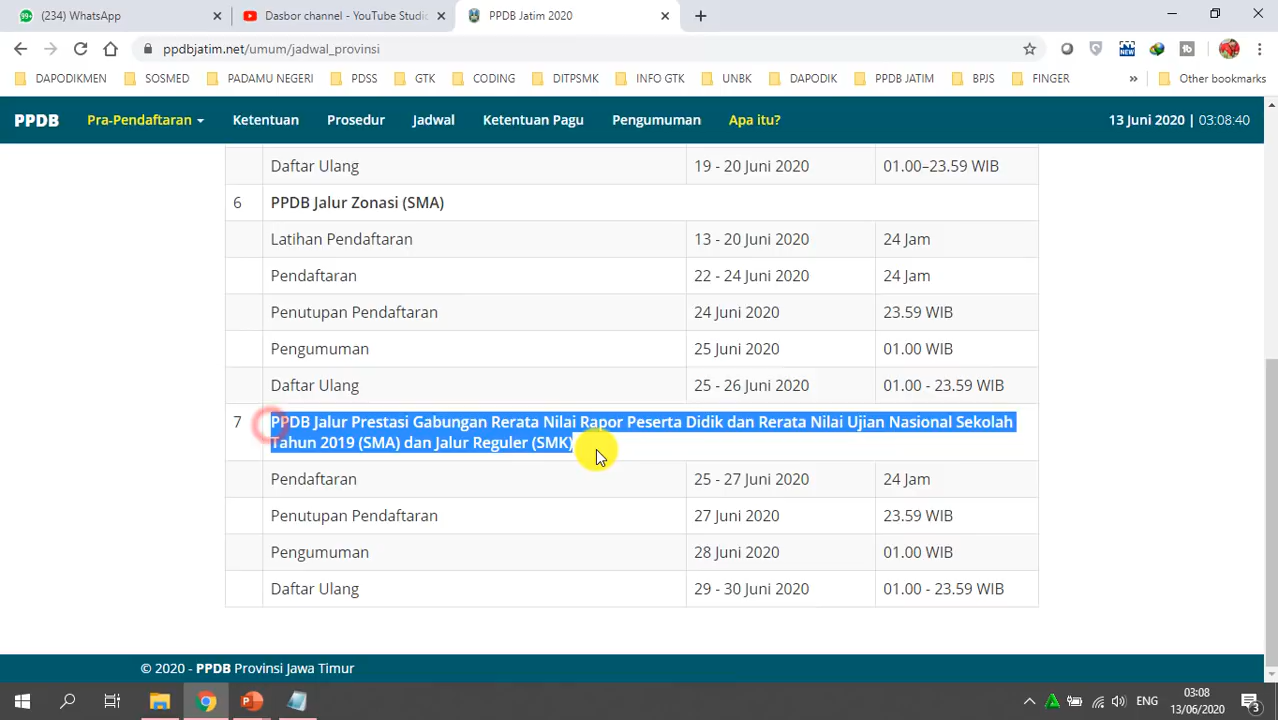 (234) WhatsApp
Dasbor channel - YouTube Studio
PPDB Jatim 2020
ppdbjatim.net/umum/jadwal_provinsi
DAPODIKMEN SOSMED PADAMU NEGERI PDSS GTK CODING DITPSMK INFO GTK UNBK DAPODIK PPDB JATIM BPJS FINGER » Other bookmarks
PPDB Pra-Pendaftaran Ketentuan Prosedur Jadwal Ketentuan Pagu Pengumuman Apa itu? 13 Juni 2020 | 03:08:40
Daftar Ulang 19 - 20 Juni 2020 01.00–23.59 WIB
6 PPDB Jalur Zonasi (SMA)
Latihan Pendaftaran 13 - 20 Juni 2020 24 Jam
Pendaftaran 22 - 24 Juni 2020 24 Jam
Penutupan Pendaftaran 24 Juni 2020 23.59 WIB
Pengumuman 25 Juni 2020 01.00 WIB
Daftar Ulang 25 - 26 Juni 2020 01.00 - 23.59 WIB
7 PPDB Jalur Prestasi Gabungan Rerata Nilai Rapor Peserta Didik dan Rerata Nilai Ujian Nasional Sekolah
Tahun 2019 (SMA) dan Jalur Reguler (SMK)
Pendaftaran 25 - 27 Juni 2020 24 Jam
Penutupan Pendaftaran 27 Juni 2020 23.59 WIB
Pengumuman 28 Juni 2020 01.00 WIB
Daftar Ulang 29 - 30 Juni 2020 01.00 - 23.59 WIB
© 2020 - PPDB Provinsi Jawa Timur
ENG
03:08
13/06/2020
3